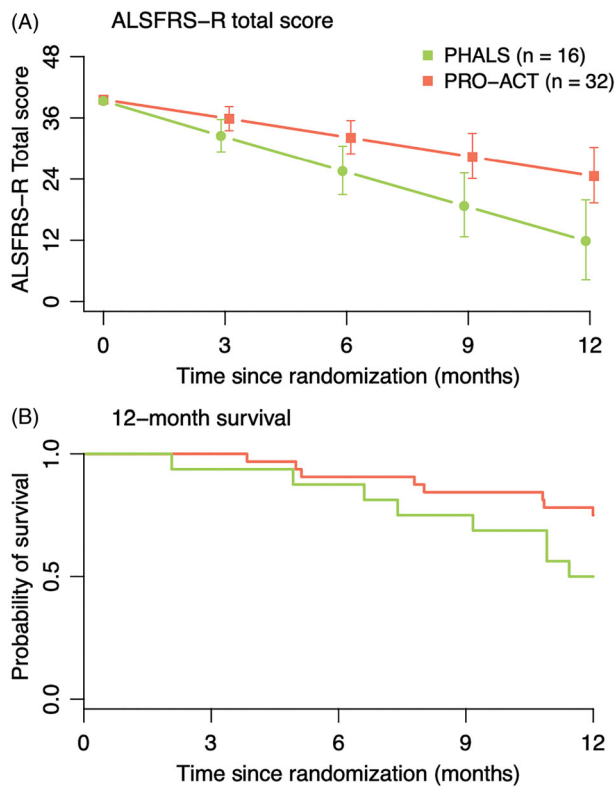 (A) ALSFRS–R total score
PHALS (n = 16)
PRO–ACT (n = 32)
ALSFRS–R Total score
48
36
24
12
0
0 3 6 9 12
Time since randomization (months)
(B) 12–month survival
Probability of survival
1.0
0.5
0.0
0 3 6 9 12
Time since randomization (months)